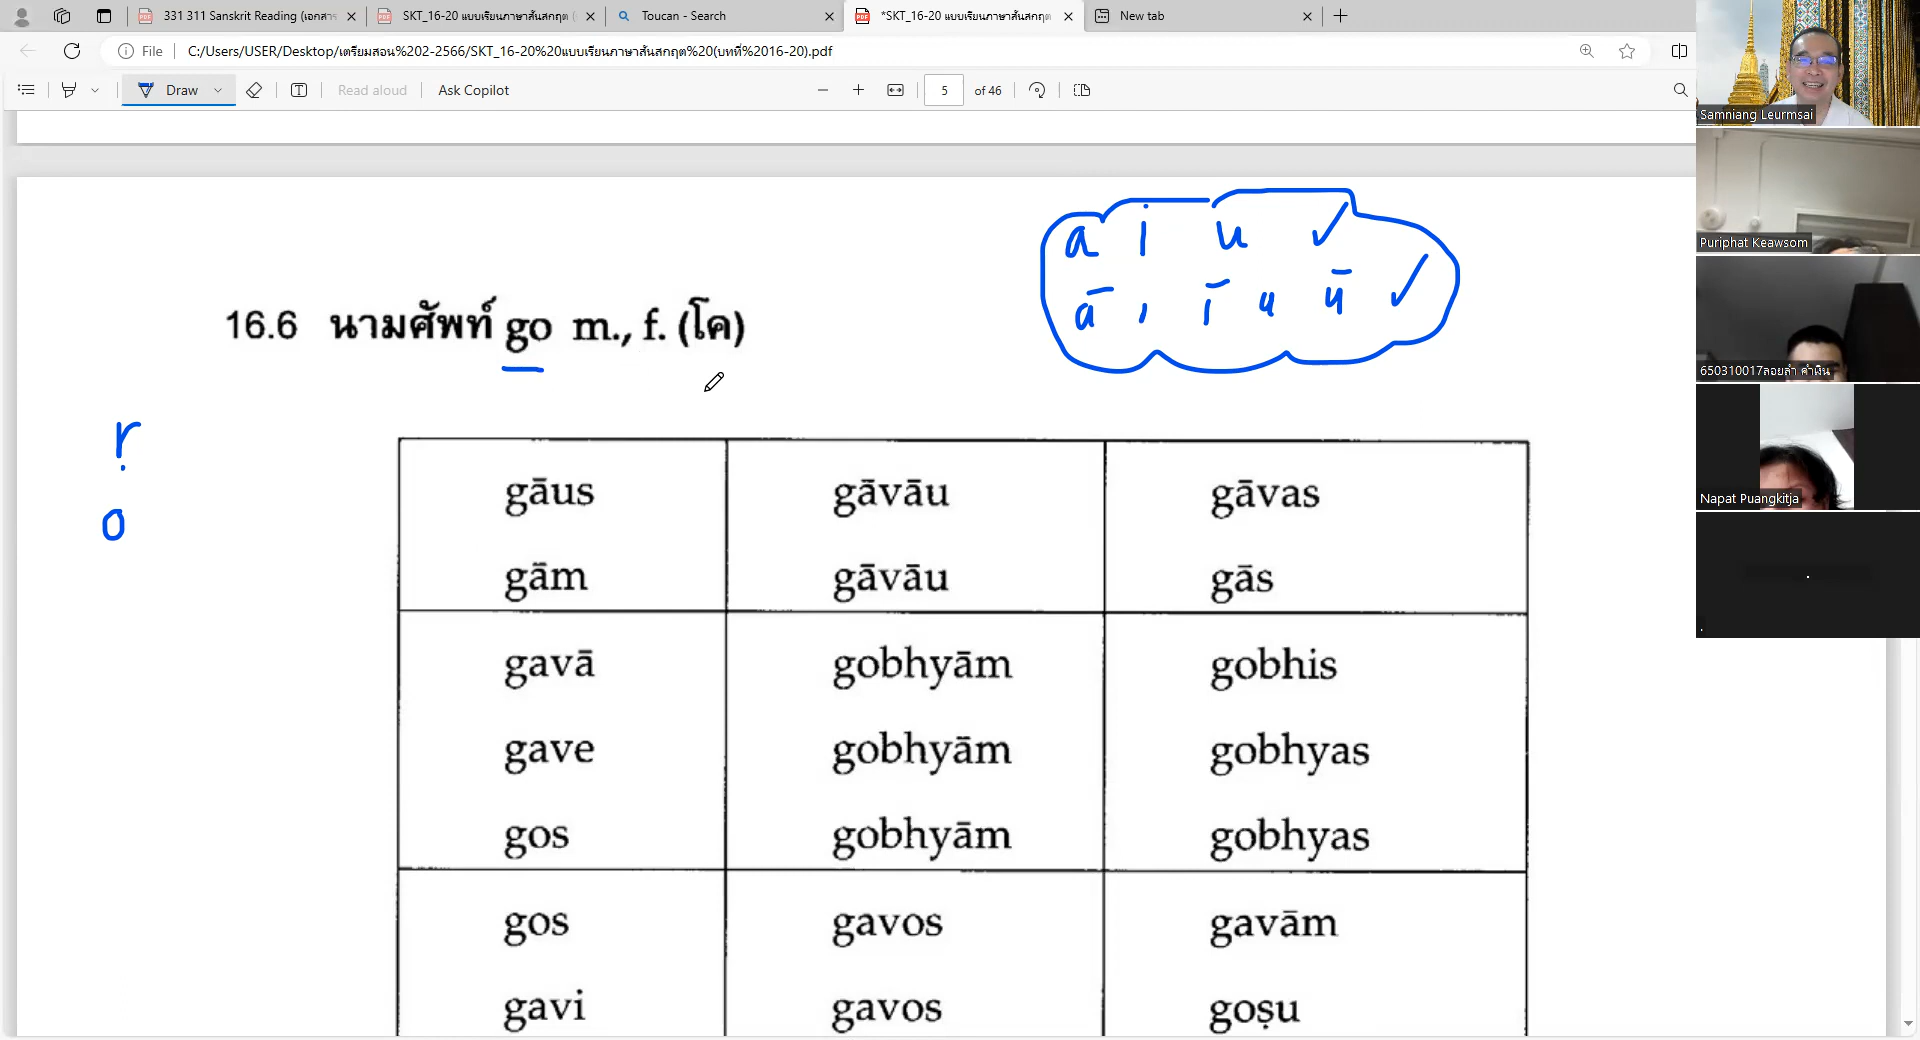 331 311 Sanskrit Reading (เอกสาร
SKT_16-20 แบบเรียนภาษาสันสกฤต (
Toucan - Search
*SKT_16-20 แบบเรียนภาษาสันสกฤต
New tab
File
C:/Users/USER/Desktop/เตรียมสอน%202-2566/SKT_16-20%20แบบเรียนภาษาสันสกฤต%20(บทที่%2016-20).pdf
Draw
Read aloud
Ask Copilot
5 of 46
a i u ✓
ā , ī u ū ✓
16.6 นามศัพท์ go m., f. (โค)
ṛ
o
gāus gāvāu gāvas
gām gāvāu gās
gavā gobhyām gobhis
gave gobhyām gobhyas
gos gobhyām gobhyas
gos gavos gavām
gavi gavos goṣu
Samniang Leurmsai
Puriphat Keawsom
650310017ลอยลำ คำผิน
Napat Puangkitja